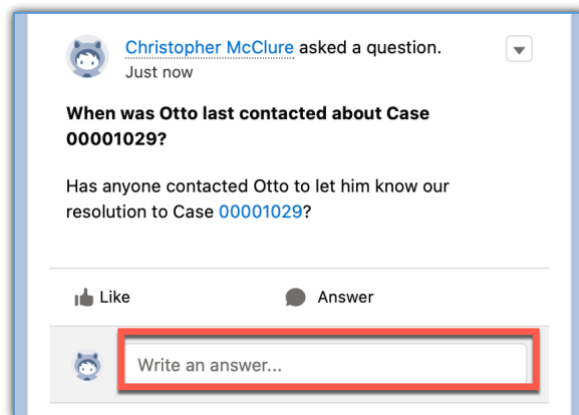 Christopher McClure asked a question.
Just now
When was Otto last contacted about Case
00001029?
Has anyone contacted Otto to let him know our
resolution to Case 00001029?
Like
Answer
Write an answer...